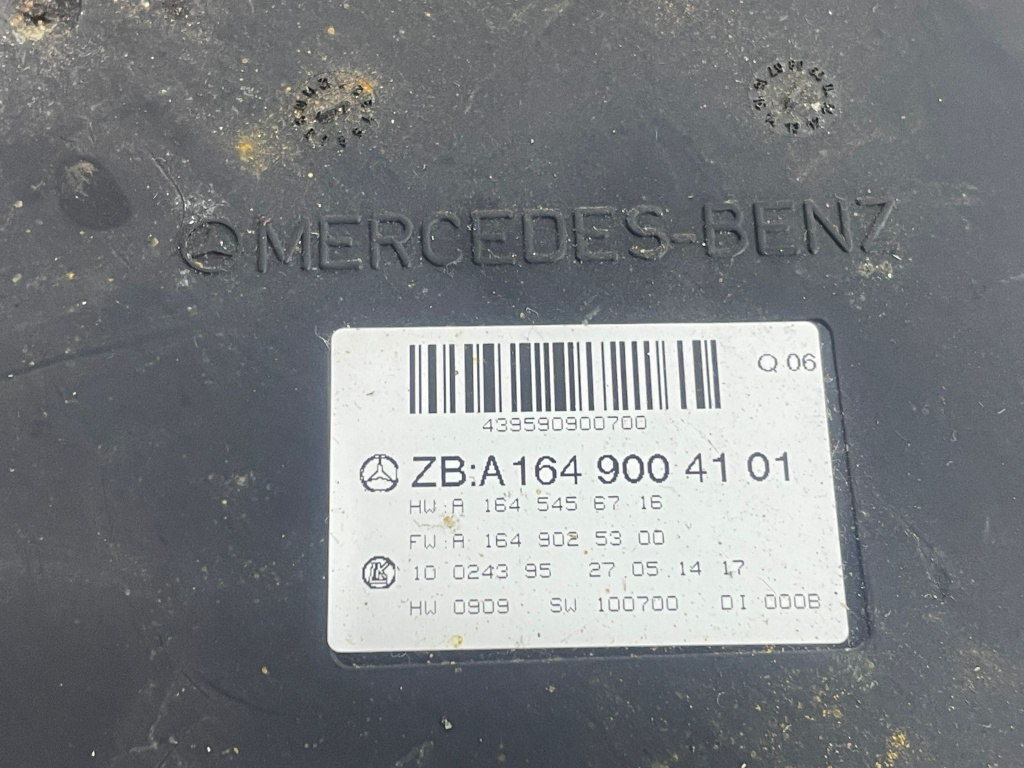 MERCEDES-BENZ
Q 06
439590900700
ZB:A 164 900 41 01
HW:A 164 545 67 16
FW:A 164 902 53 00
10 0243 95 27 05 14 17
HW 0909 SW 100700 DI 000B